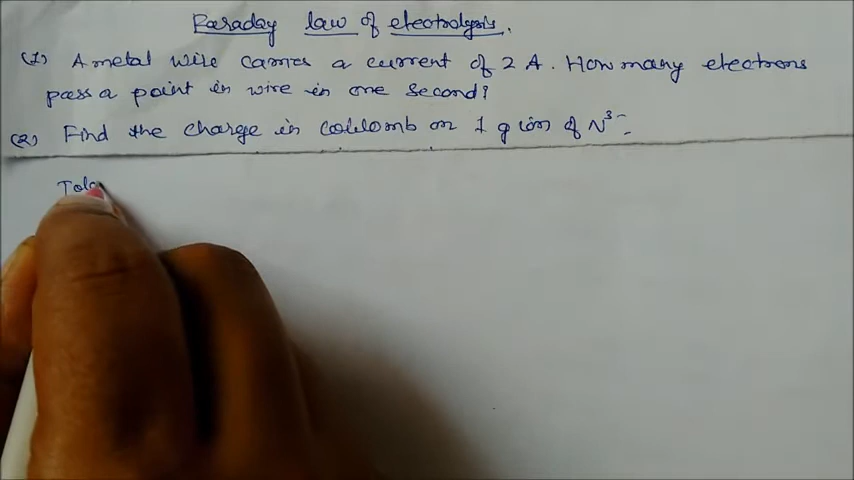 Faraday law of electrolysis.
(1) A metal wire carries a current of 2 A. How many electrons
pass a point in wire in one second?
(2) Find the charge in coulomb on 1 g ion of N³⁻.